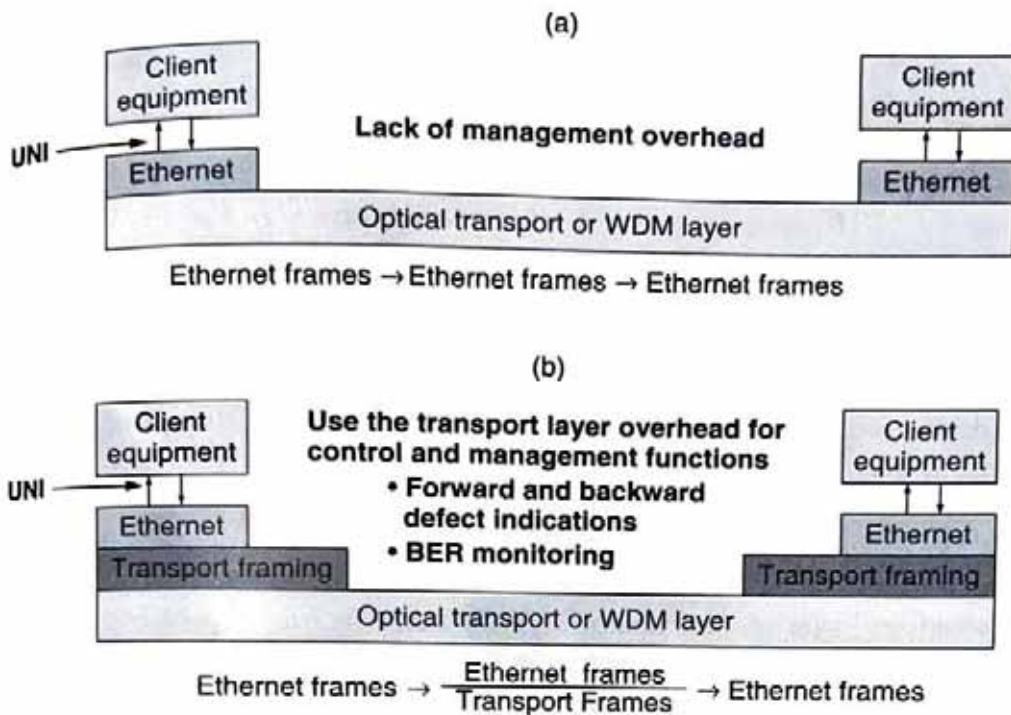 (a)
Client
equipment
Client
equipment
UNI
Lack of management overhead
Ethernet
Ethernet
Optical transport or WDM layer
Ethernet frames → Ethernet frames → Ethernet frames
(b)
Client
equipment
Use the transport layer overhead for
control and management functions
• Forward and backward
defect indications
• BER monitoring
Client
equipment
UNI
Ethernet
Ethernet
Transport framing
Transport framing
Optical transport or WDM layer
Ethernet frames → Ethernet frames / Transport Frames → Ethernet frames